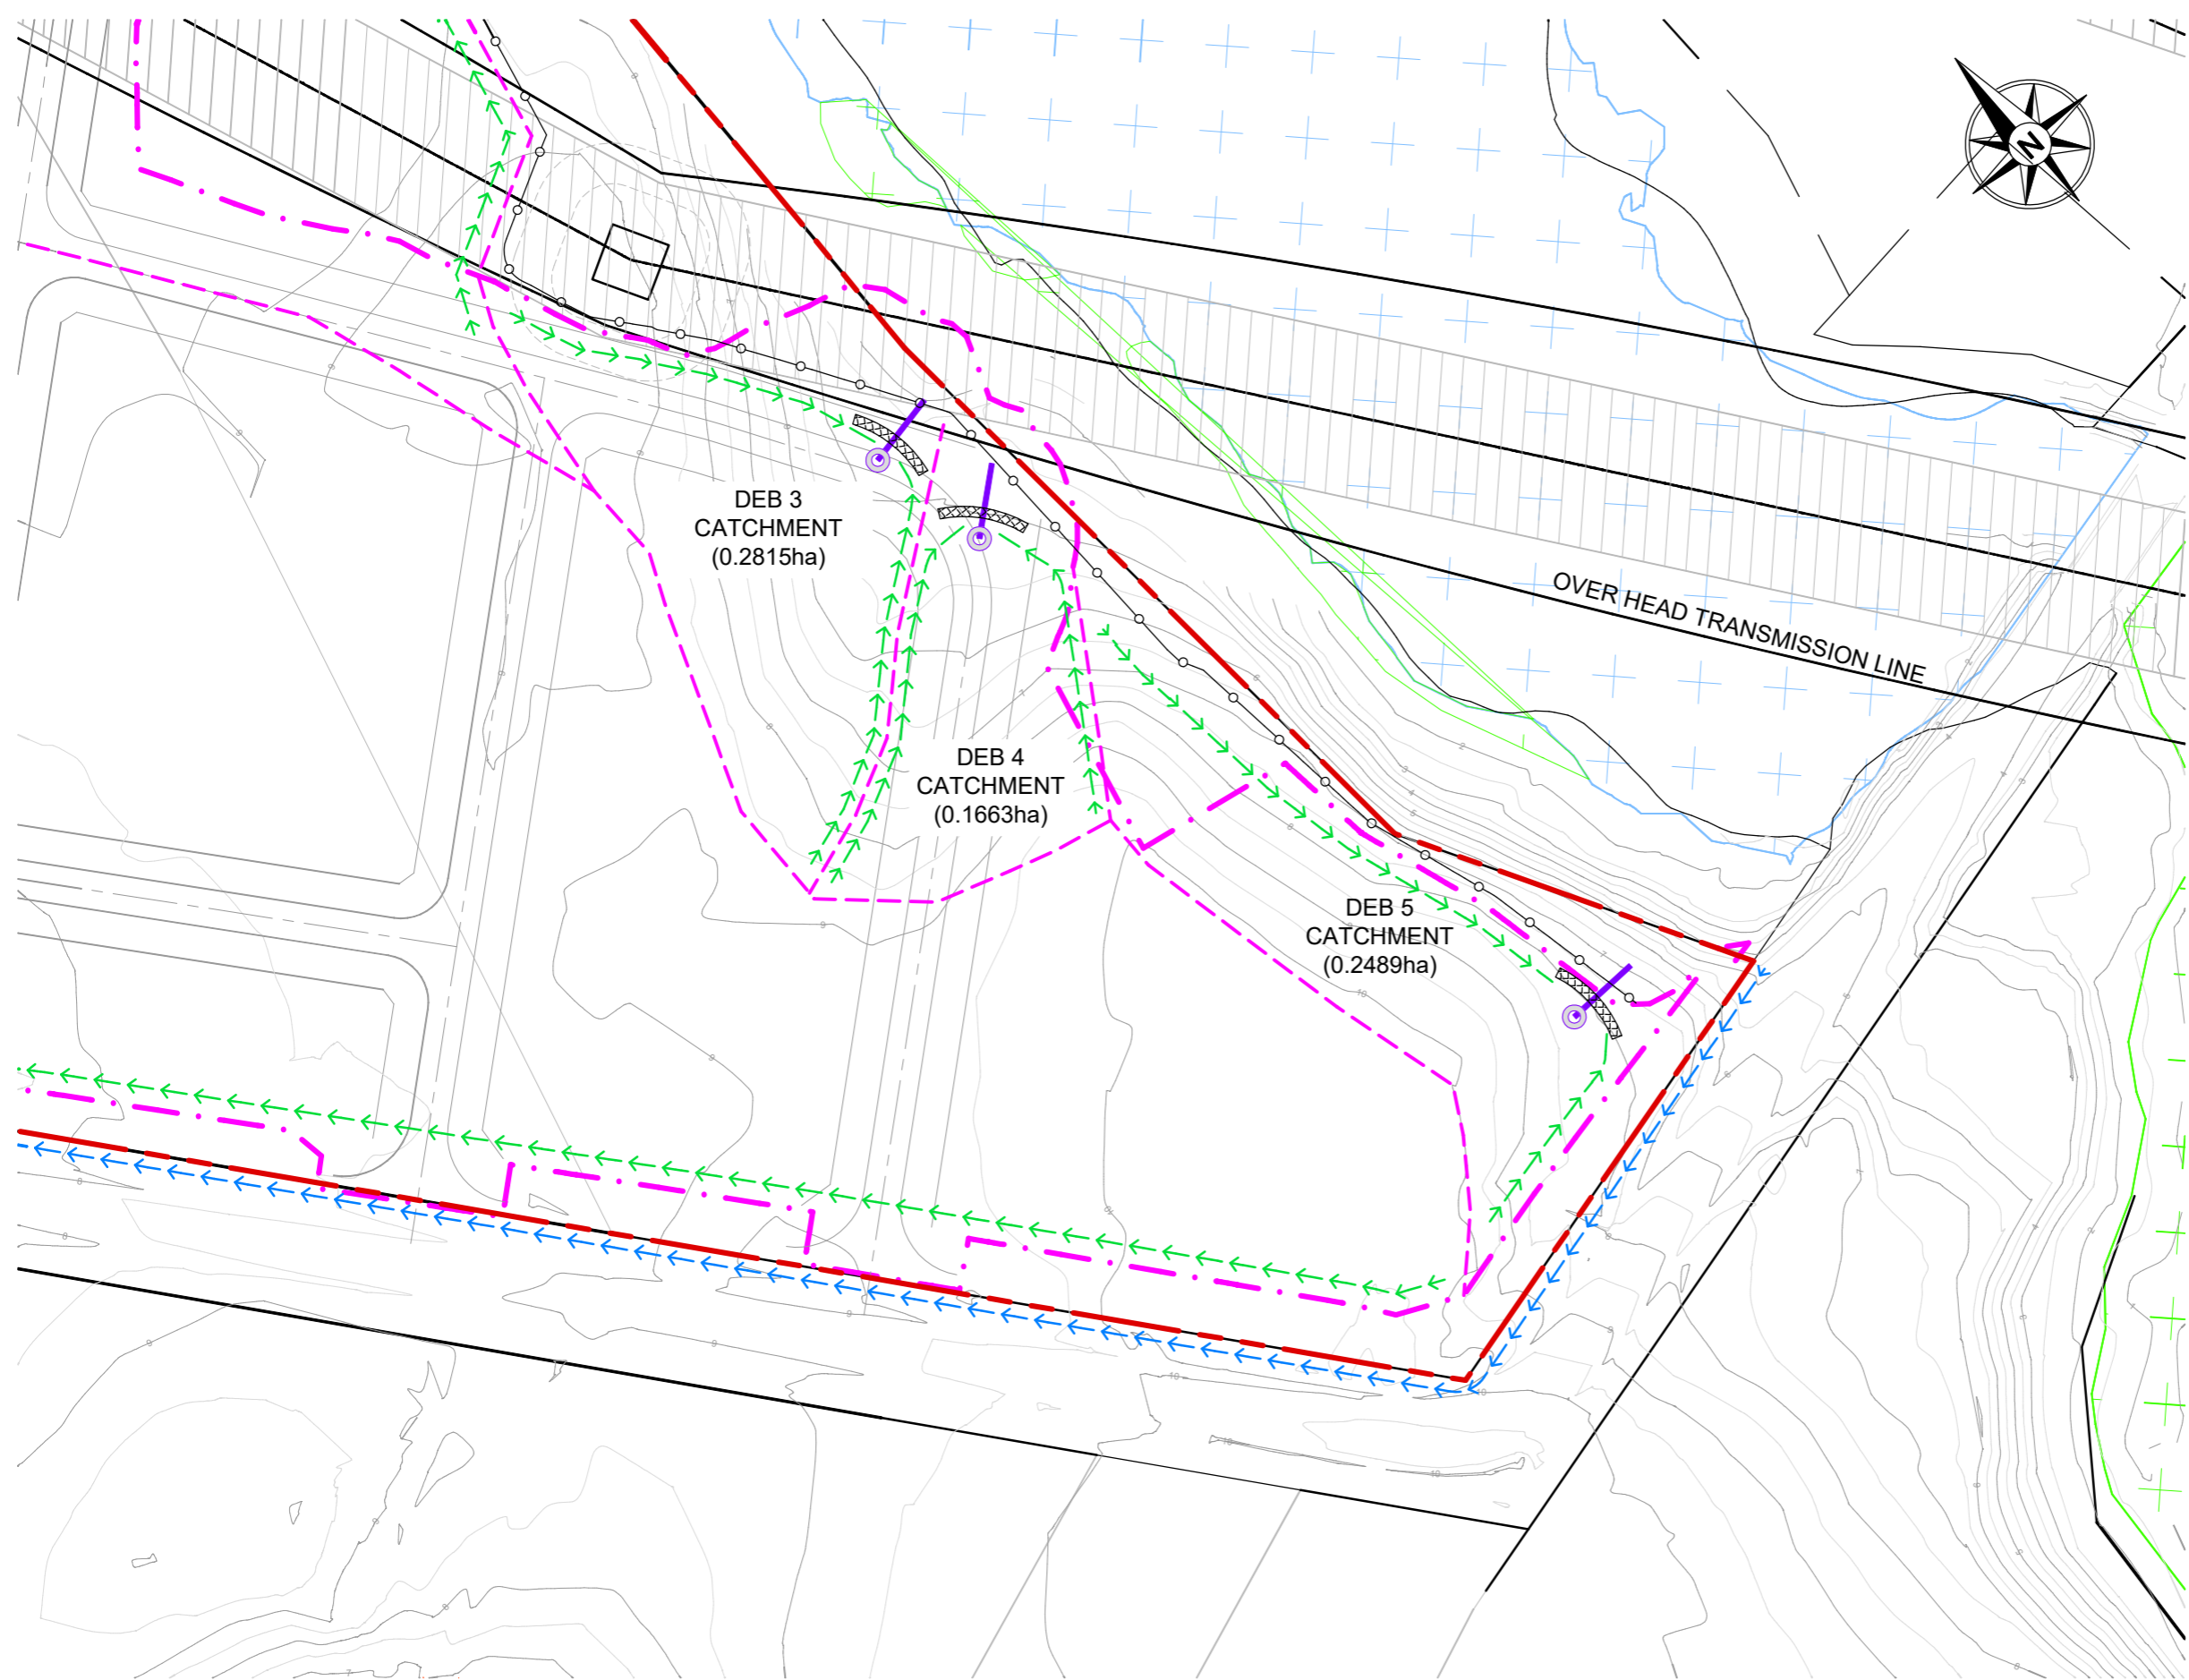 N
DEB 3
CATCHMENT
(0.2815ha)
OVER HEAD TRANSMISSION LINE
DEB 4
CATCHMENT
(0.1663ha)
DEB 5
CATCHMENT
(0.2489ha)